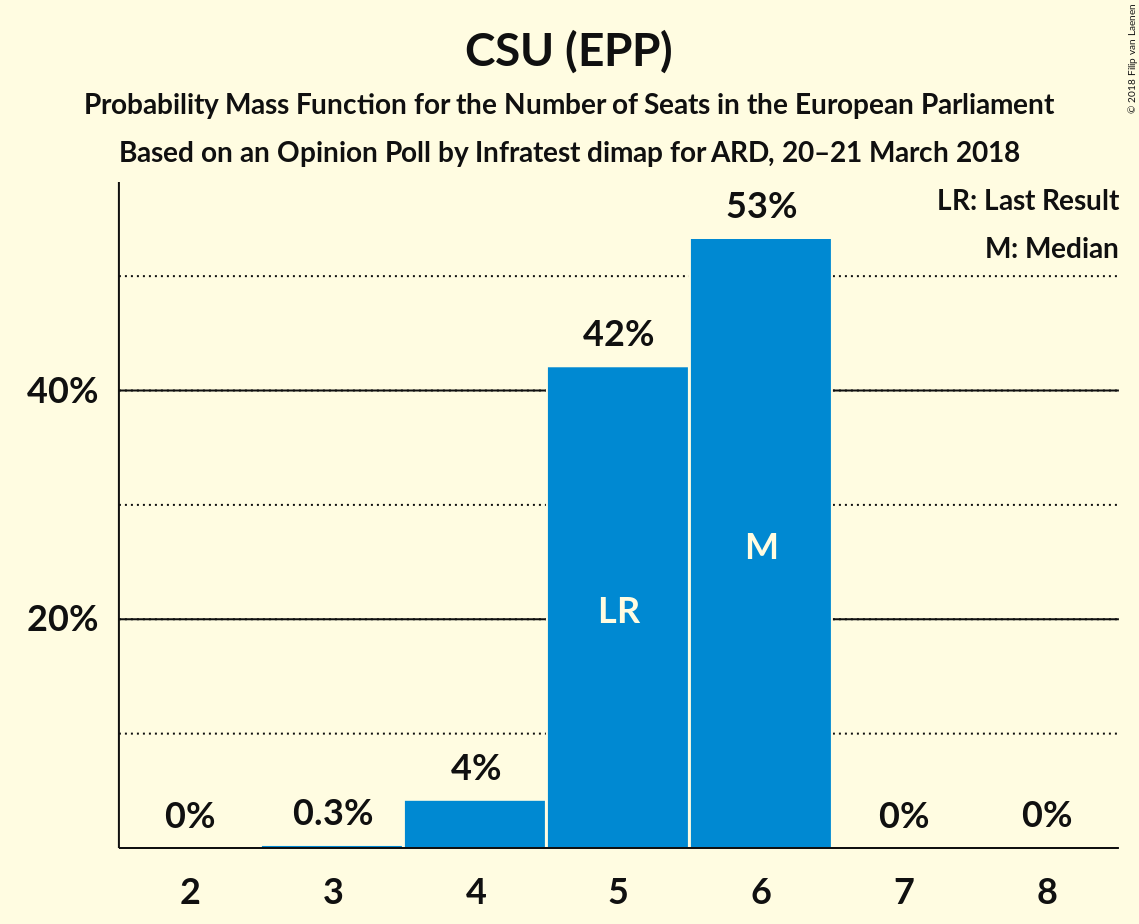 CSU (EPP)
Probability Mass Function for the Number of Seats in the European Parliament
Based on an Opinion Poll by Infratest dimap for ARD, 20–21 March 2018
© 2018 Filip van Laenen
LR: Last Result
M: Median
53%
42%
40%
M
LR
20%
4%
0%
0.3%
0%
0%
2
3
4
5
6
7
8